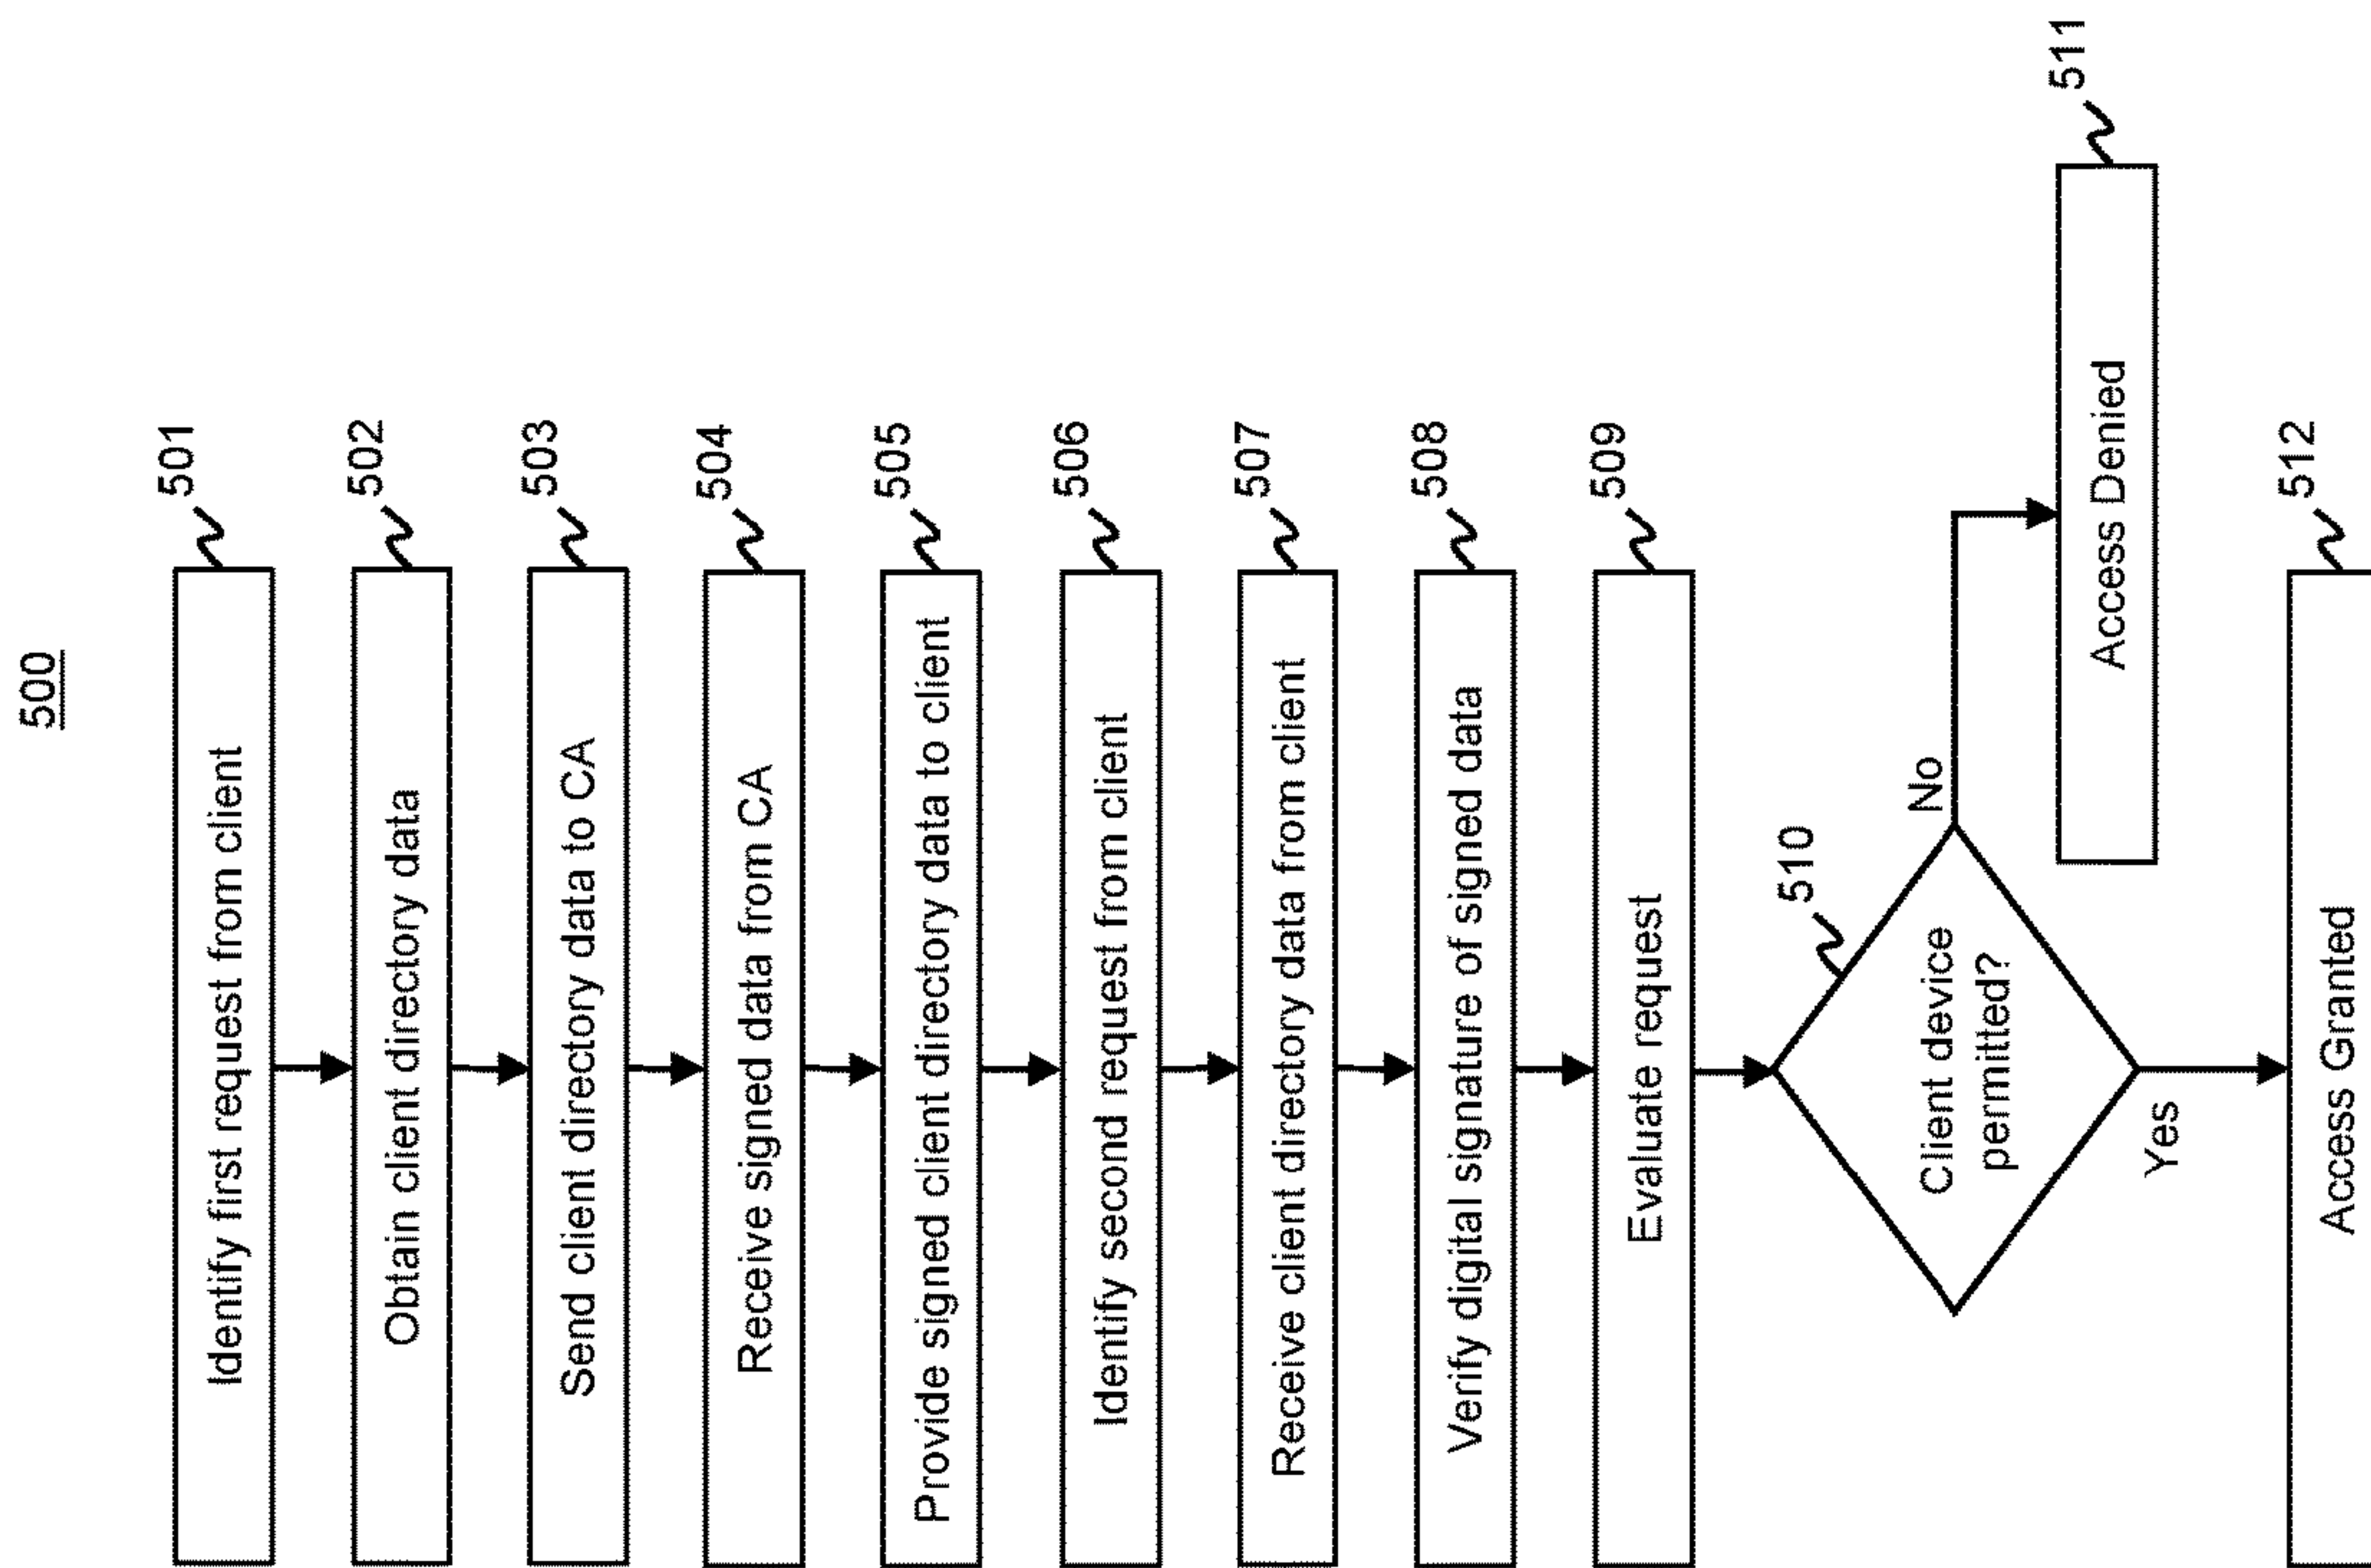 500
501
Identify first request from client
502
Obtain client directory data
503
Send client directory data to CA
504
Receive signed data from CA
505
Provide signed client directory data to client
506
Identify second request from client
507
Receive client directory data from client
508
Verify digital signature of signed data
509
Evaluate request
510
Client device
permitted?
No
511
Access Denied
Yes
512
Access Granted